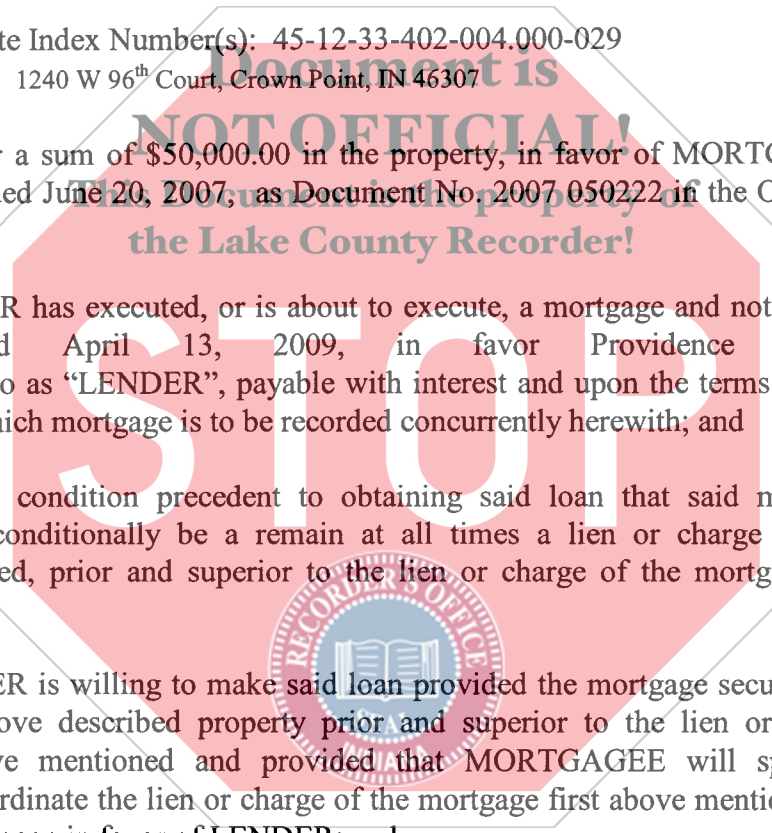 te Index Number(s): 45-12-33-402-004.000-029
1240 W 96th Court, Crown Point, IN 46307
Document is
NOT OFFICIAL!
a sum of $50,000.00 in the property, in favor of MORTG
ed June 20, 2007, as Document No. 2007 050222 in the O
This Document is the property of
the Lake County Recorder!
R has executed, or is about to execute, a mortgage and not
d April 13, 2009, in favor Providence
o as “LENDER”, payable with interest and upon the terms
hich mortgage is to be recorded concurrently herewith; and
STOP
condition precedent to obtaining said loan that said m
conditionally be a remain at all times a lien or charge
ed, prior and superior to the lien or charge of the mortg
RECORDER'S OFFICE
ER is willing to make said loan provided the mortgage secu
ove described property prior and superior to the lien or
ve mentioned and provided that MORTGAGEE will s
rdinate the lien or charge of the mortgage first above mentio
INDIANA
in favor of LENDER; and